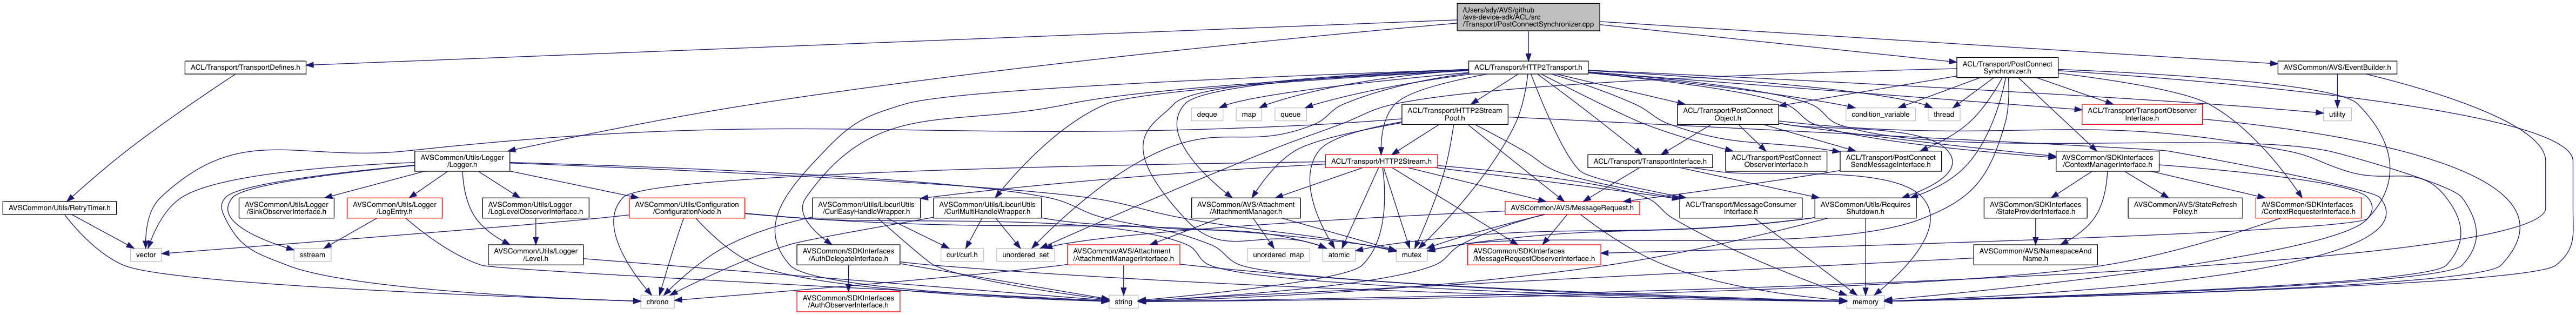 /Users/sdy/AVS/github
/avs-device-sdk/ACL/src
/Transport/PostConnectSynchronizer.cpp
ACL/Transport/TransportDefines.h
ACL/Transport/HTTP2Transport.h
ACL/Transport/PostConnect
Synchronizer.h
AVSCommon/AVS/EventBuilder.h
deque
map
queue
ACL/Transport/HTTP2Stream
Pool.h
ACL/Transport/PostConnect
Object.h
condition_variable
thread
ACL/Transport/TransportObserver
Interface.h
utility
AVSCommon/Utils/Logger
/Logger.h
ACL/Transport/HTTP2Stream.h
ACL/Transport/TransportInterface.h
ACL/Transport/PostConnect
ObserverInterface.h
ACL/Transport/PostConnect
SendMessageInterface.h
AVSCommon/SDKInterfaces
/ContextManagerInterface.h
AVSCommon/Utils/RetryTimer.h
AVSCommon/Utils/Logger
/SinkObserverInterface.h
AVSCommon/Utils/Logger
/LogEntry.h
AVSCommon/Utils/Logger
/LogLevelObserverInterface.h
AVSCommon/Utils/Configuration
/ConfigurationNode.h
AVSCommon/Utils/LibcurlUtils
/CurlEasyHandleWrapper.h
AVSCommon/Utils/LibcurlUtils
/CurlMultiHandleWrapper.h
AVSCommon/AVS/Attachment
/AttachmentManager.h
AVSCommon/AVS/MessageRequest.h
ACL/Transport/MessageConsumer
Interface.h
AVSCommon/Utils/Requires
Shutdown.h
AVSCommon/SDKInterfaces
/StateProviderInterface.h
AVSCommon/AVS/StateRefresh
Policy.h
AVSCommon/SDKInterfaces
/ContextRequesterInterface.h
vector
sstream
AVSCommon/Utils/Logger
/Level.h
AVSCommon/SDKInterfaces
/AuthDelegateInterface.h
curl/curl.h
unordered_set
AVSCommon/AVS/Attachment
/AttachmentManagerInterface.h
unordered_map
atomic
mutex
AVSCommon/SDKInterfaces
/MessageRequestObserverInterface.h
AVSCommon/AVS/NamespaceAnd
Name.h
chrono
AVSCommon/SDKInterfaces
/AuthObserverInterface.h
string
memory